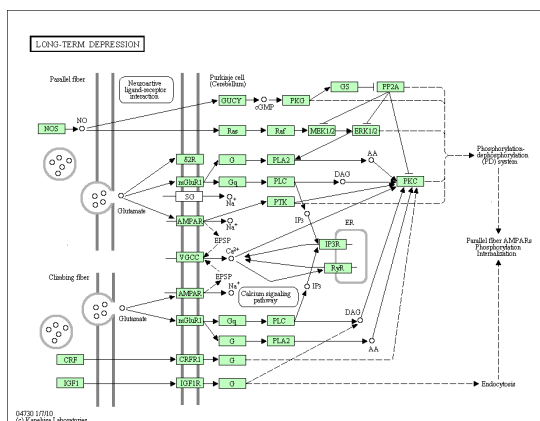 LONG-TERM DEPRESSION
Parallel fiber
Neuroactive
ligand-receptor
interaction
Purkinje cell
(Cerebellum)
GUCY
cGMP
PKG
GS
PP2A
NOS
NO
Ras
Raf
MEK1/2
ERK1/2
δ2R
G
PLA2
AA
Phosphorylation-
dephosphorylation
(PD) system
mGluR1
Gq
PLC
DAG
PKC
SG
Na+
Glutamate
PTK
IP3
AMPAR
Na+
ER
EPSP
Ca2+
VGCC
IP3R
RyR
Parallel fiber AMPARs
Phosphorylation
Internalization
Climbing fiber
EPSP
Na+
AMPAR
Calcium signaling
pathway
IP3
Glutamate
mGluR1
Gq
PLC
DAG
G
PLA2
AA
CRF
CRFR1
G
IGF1
IGF1R
G
Endocytosis
04730 1/7/10
(c) Kanehisa Laboratories